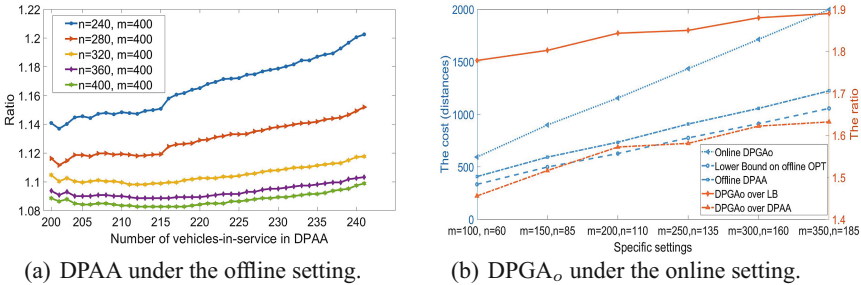 1.22
1.2
1.18
1.16
1.14
1.12
1.1
1.08
Ratio
n=240, m=400
n=280, m=400
n=320, m=400
n=360, m=400
n=400, m=400
200 205 210 215 220 225 230 235 240
Number of vehicles-in-service in DPAA
(a) DPAA under the offline setting.
2000
1500
1000
500
0
The cost (distances)
1.9
1.8
1.7
1.6
1.5
1.4
The ratio
Online DPGAo
Lower Bound on offline OPT
Offline DPAA
DPGAo over LB
DPGAo over DPAA
m=100, n=60 m=150,n=85 m=200,n=110 m=250,n=135 m=300,n=160 m=350,n=185
Specific settings
(b) DPGAₒ under the online setting.